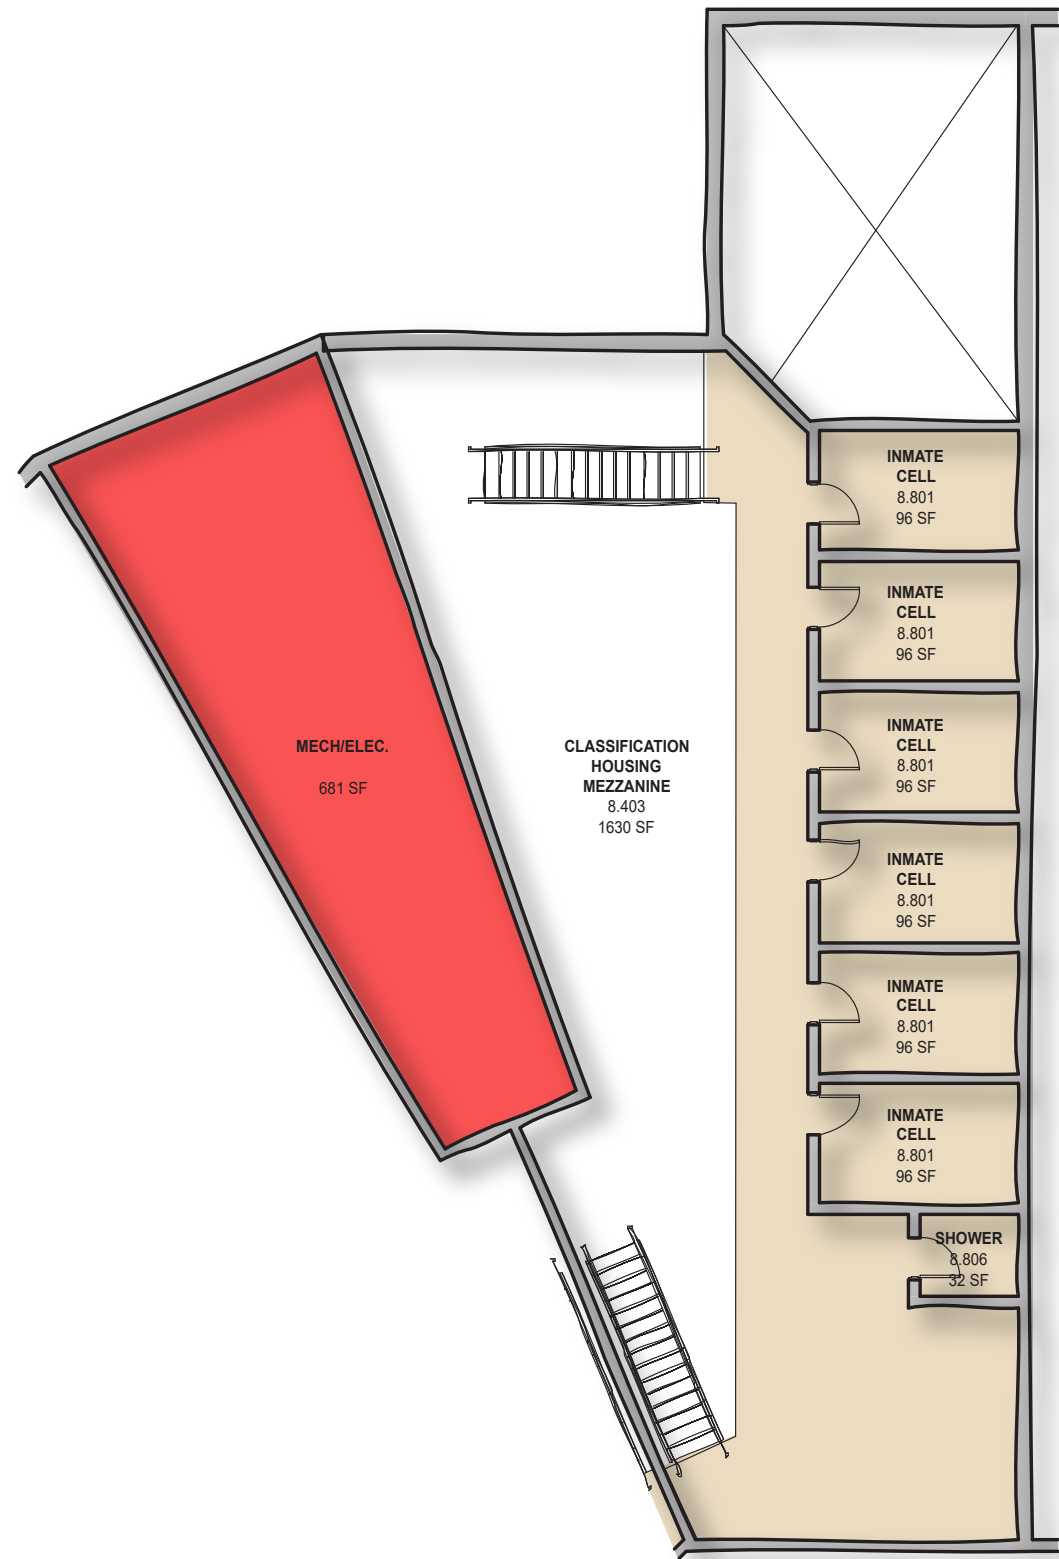 INMATE
CELL
8.801
96 SF
INMATE
CELL
8.801
96 SF
INMATE
CELL
8.801
96 SF
MECH/ELEC.
681 SF
CLASSIFICATION
HOUSING
MEZZANINE
8.403
1630 SF
INMATE
CELL
8.801
96 SF
INMATE
CELL
8.801
96 SF
INMATE
CELL
8.801
96 SF
SHOWER
8.806
32 SF